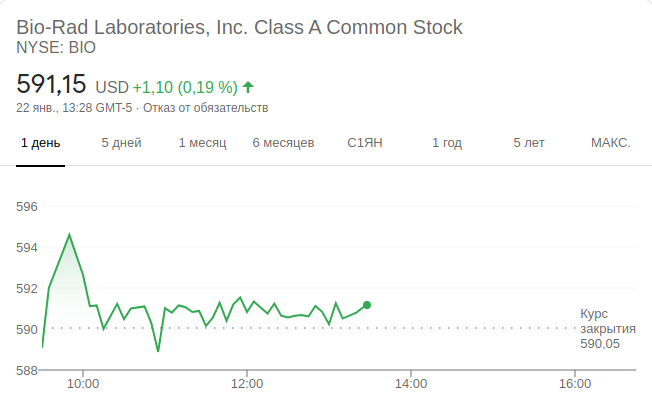 Bio-Rad Laboratories, Inc. Class A Common Stock
NYSE: BIO
591,15 USD +1,10 (0,19 %)
22 янв., 13:28 GMT-5 · Отказ от обязательств
1 день 5 дней 1 месяц 6 месяцев С1ЯН 1 год 5 лет МАКС.
596
594
592
590
588
Курс
закрытия
590,05
10:00 12:00 14:00 16:00